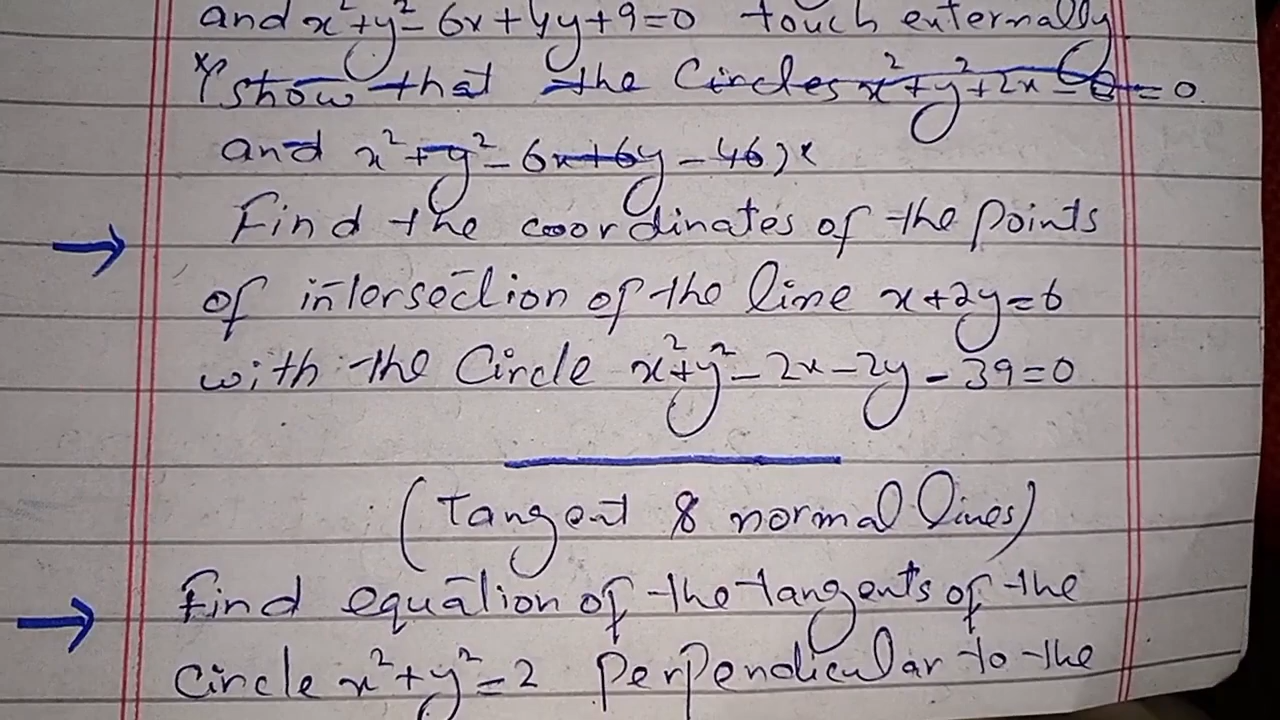 and x²+y²-6x+4y+9=0 touch externally
show that the Circles x²+y²+2x-8=0
and x²+y²-6x+6y-46
Find the coordinates of the points
of intersection of the line x+2y=6
with the Circle x²+y²-2x-2y-39=0
(Tangent & normal lines)
Find equation of the tangents of the
Circle x²+y²=2 Perpendicular to the